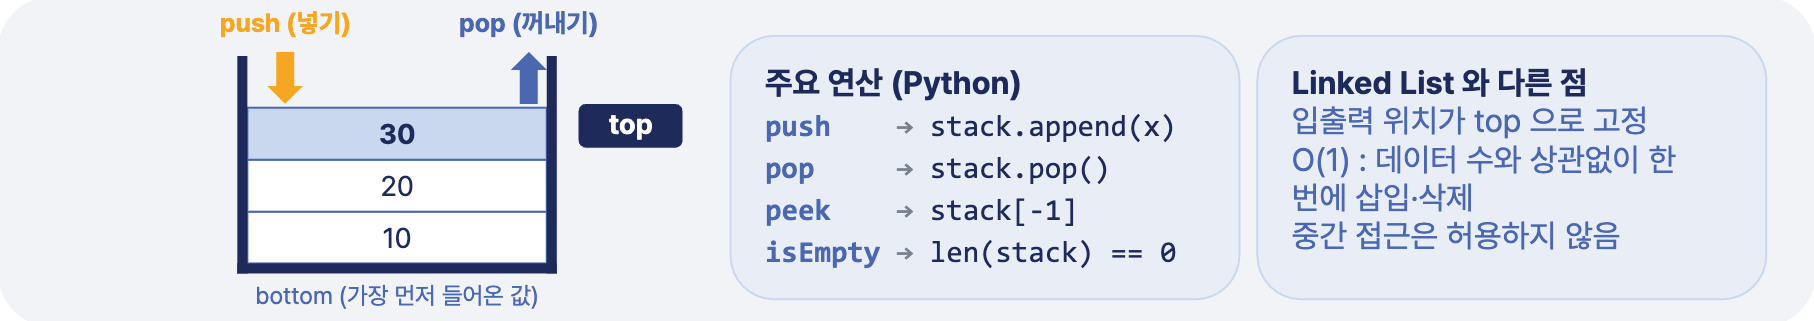 push (넣기)
pop (꺼내기)
30
20
10
top
bottom (가장 먼저 들어온 값)
주요 연산 (Python)
push → stack.append(x)
pop → stack.pop()
peek → stack[-1]
isEmpty → len(stack) == 0
Linked List 와 다른 점
입출력 위치가 top 으로 고정
O(1) : 데이터 수와 상관없이 한
번에 삽입·삭제
중간 접근은 허용하지 않음